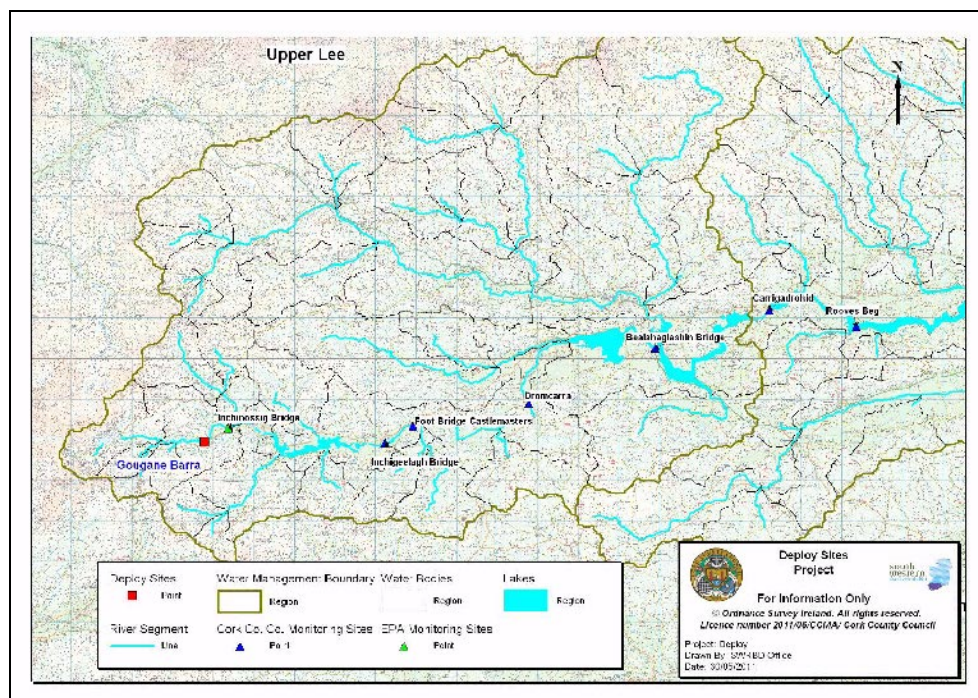 Upper Lee
N
Carrigadrohid
Rooves Beg
Bealahaglashin Bridge
Dromcarra
Inchinossig Bridge
Foot Bridge Castlemasters
Inchigeelagh Bridge
Gougane Barra
Deploy Sites
Point
Water Management Boundary
Region
Water Bodies
Region
Lakes
Region
River Segment
Line
Cork Co. Co. Monitoring Sites
Point
EPA Monitoring Sites
Point
Deploy Sites
Project
For Information Only
© Ordnance Survey Ireland. All rights reserved.
Licence number 2011/06/CCMA/ Cork County Council
Project: Deploy
Drawn By: SWRBD Office
Date: 30/05/2011